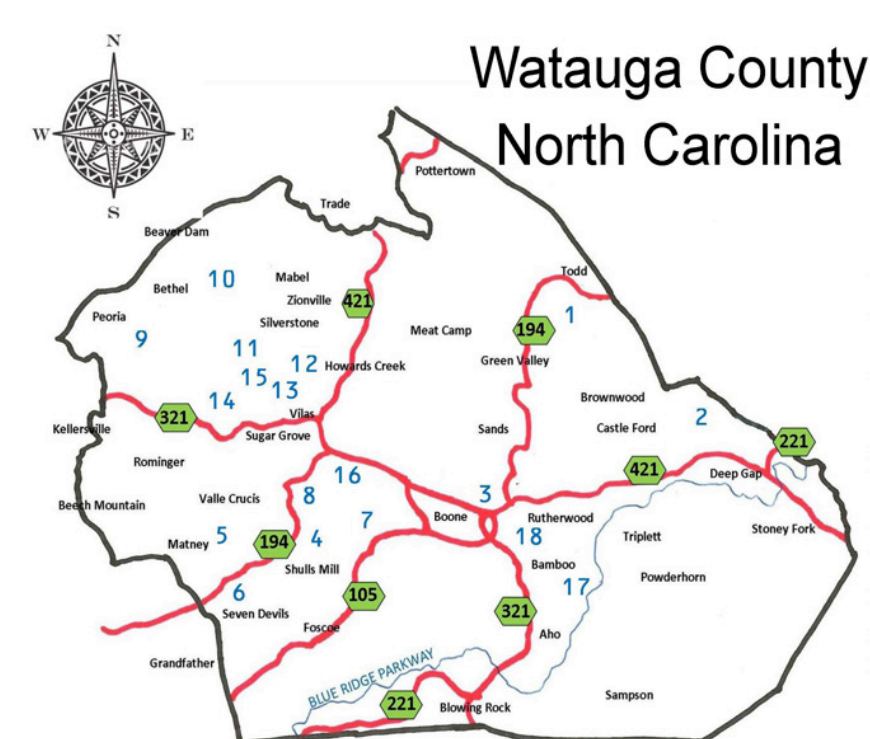 Watauga County
North Carolina
N
W
E
S
Pottertown
Trade
Beaver Dam
Todd
10
Mabel
Bethel
Zionville
421
1
Peoria
Silverstone
194
Meat Camp
9
11
Green Valley
12
Howards Creek
15
13
Brownwood
14
Vilas
321
2
Kellersville
Sugar Grove
Sands
Castle Ford
221
Rominger
421
Deep Gap
16
Beech Mountain
Valle Crucis
8
3
7
Boone
Rutherwood
Stoney Fork
Matney
5
194
4
18
Triplett
Shulls Mill
Bamboo
Powderhorn
6
105
17
Seven Devils
321
Foscoe
Aho
Grandfather
BLUE RIDGE PARKWAY
Sampson
221
Blowing Rock